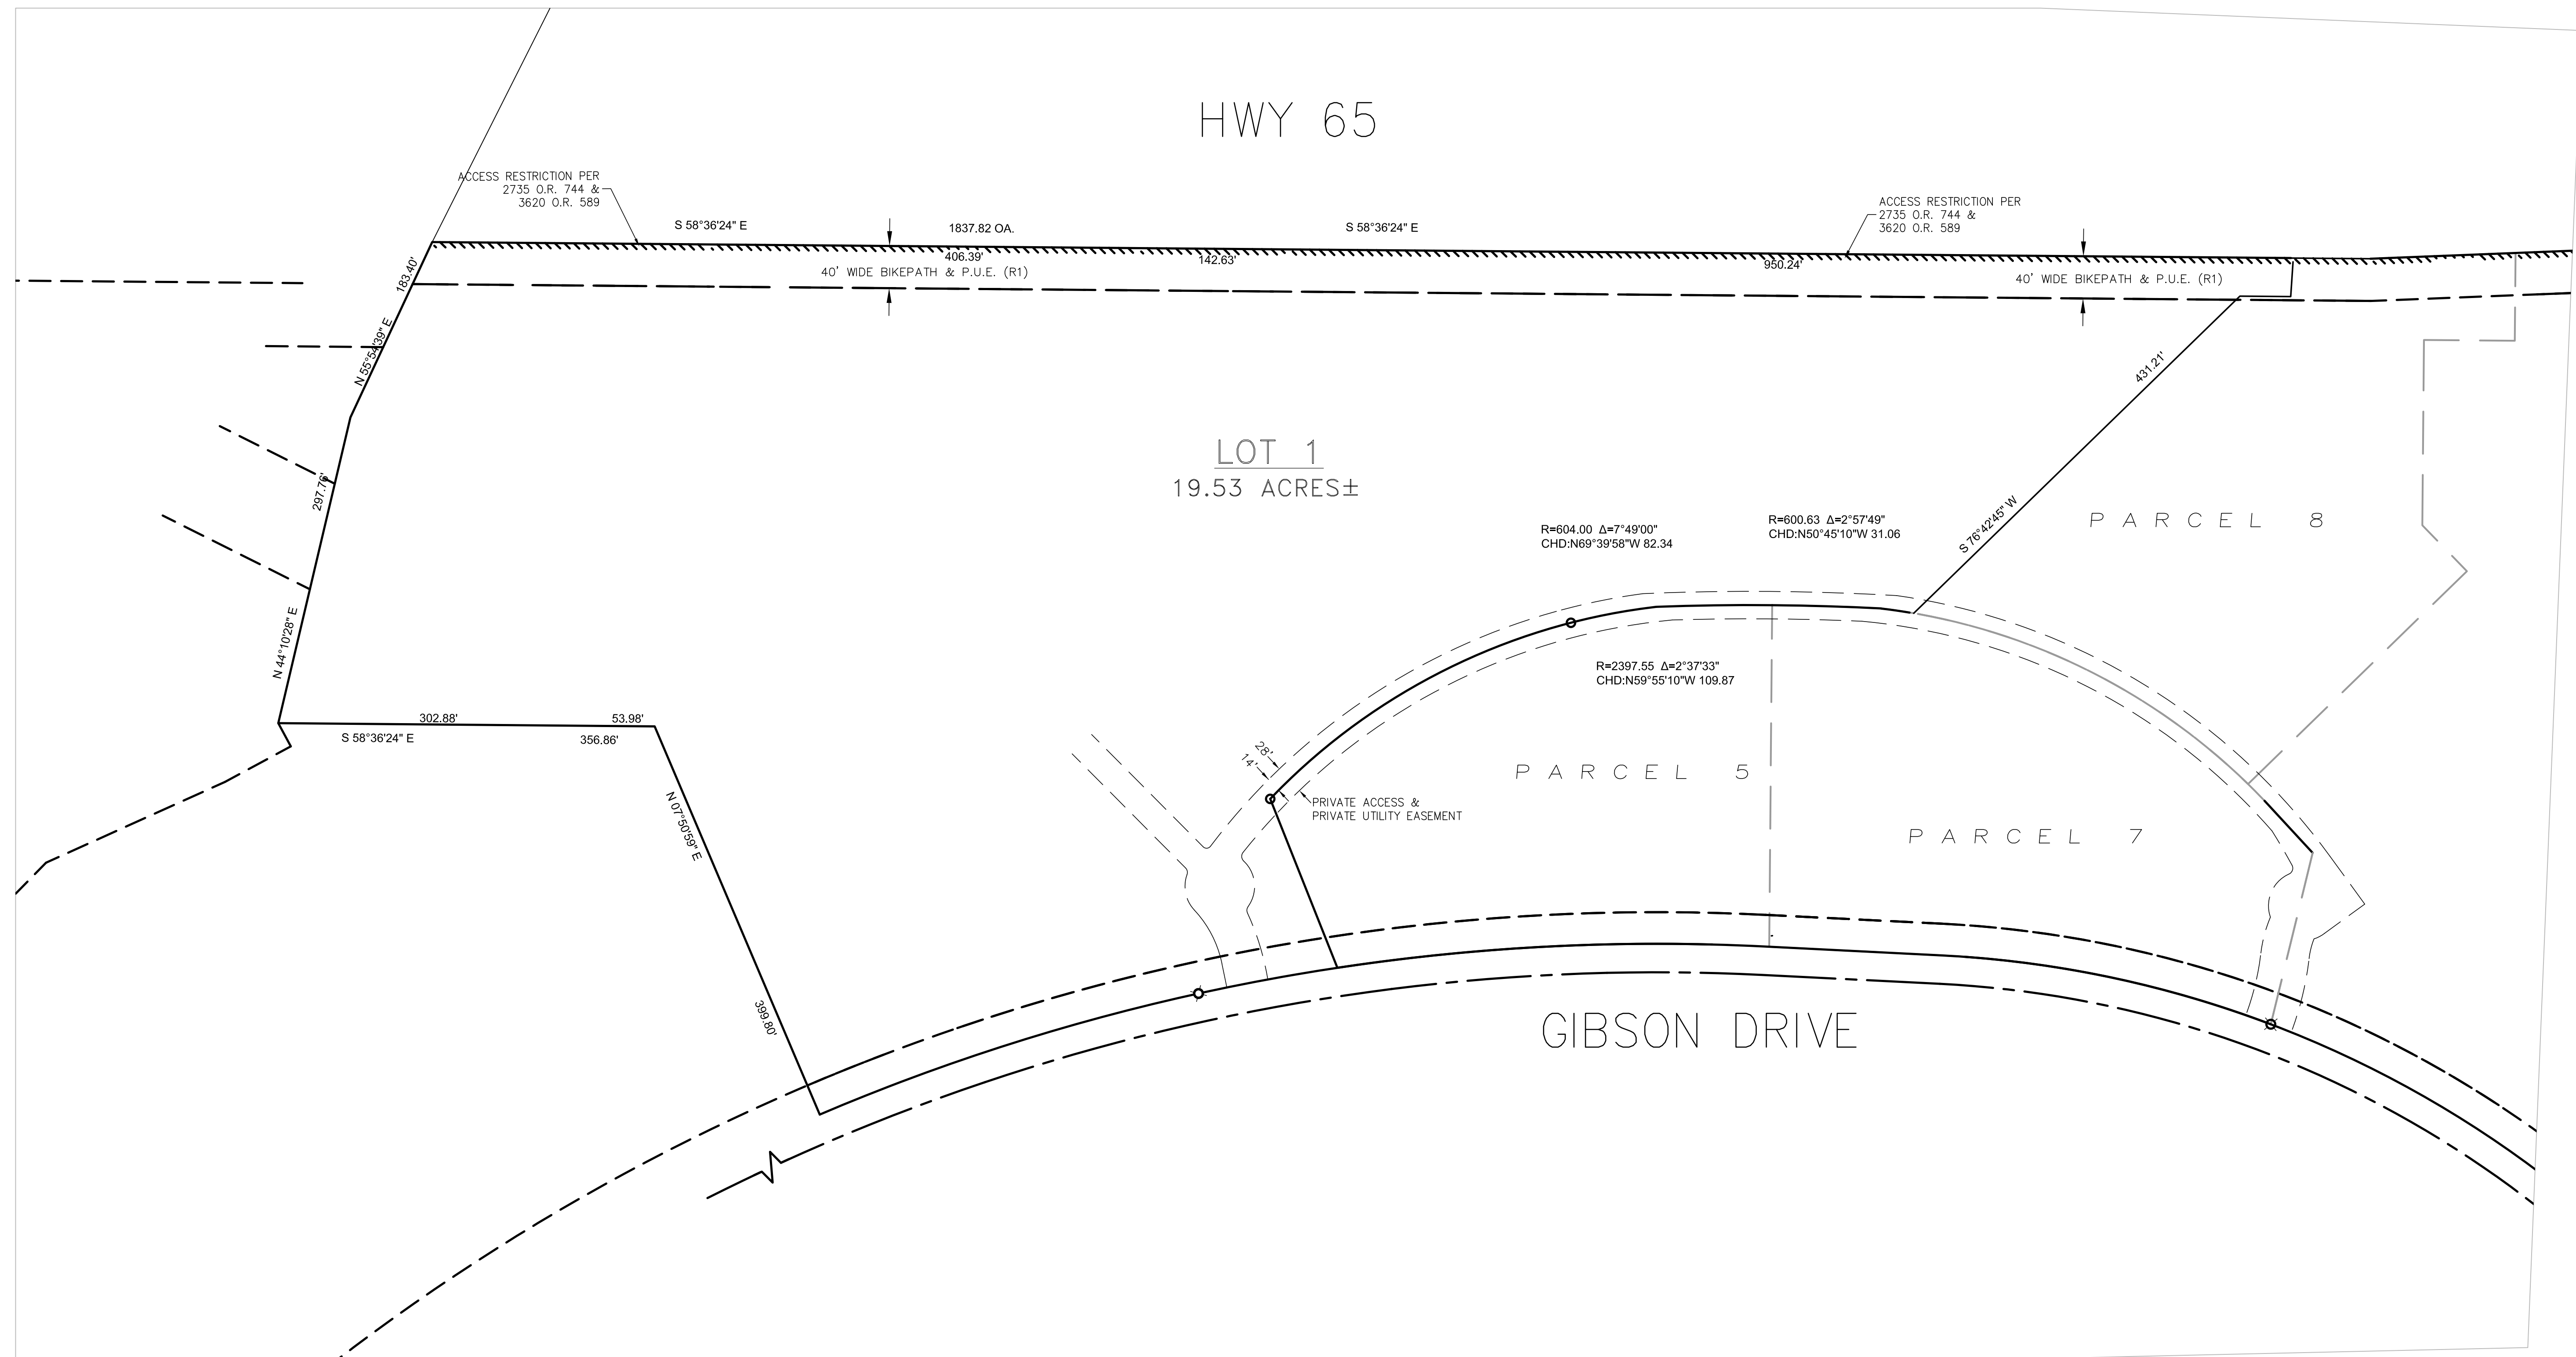 HWY 65
ACCESS RESTRICTION PER
2735 O.R. 744 &
3620 O.R. 589
ACCESS RESTRICTION PER
2735 O.R. 744 &
3620 O.R. 589
S 58°36'24" E
1837.82 OA.
S 58°36'24" E
406.39'
142.63'
950.24'
40' WIDE BIKEPATH & P.U.E. (R1)
40' WIDE BIKEPATH & P.U.E. (R1)
183.40'
N 55°54'39" E
431.21'
LOT 1
19.53 ACRES±
297.76'
R=604.00 Δ=7°49'00"
CHD:N69°39'58"W 82.34
R=600.63 Δ=2°57'49"
CHD:N50°45'10"W 31.06
S 76°42'45" W
PARCEL 8
N 44°10'28" E
R=2397.55 Δ=2°37'33"
CHD:N59°55'10"W 109.87
302.88'
53.98'
S 58°36'24" E
356.86'
28'
14'
PARCEL 5
PRIVATE ACCESS &
PRIVATE UTILITY EASEMENT
N 07°50'59" E
PARCEL 7
399.80'
GIBSON DRIVE